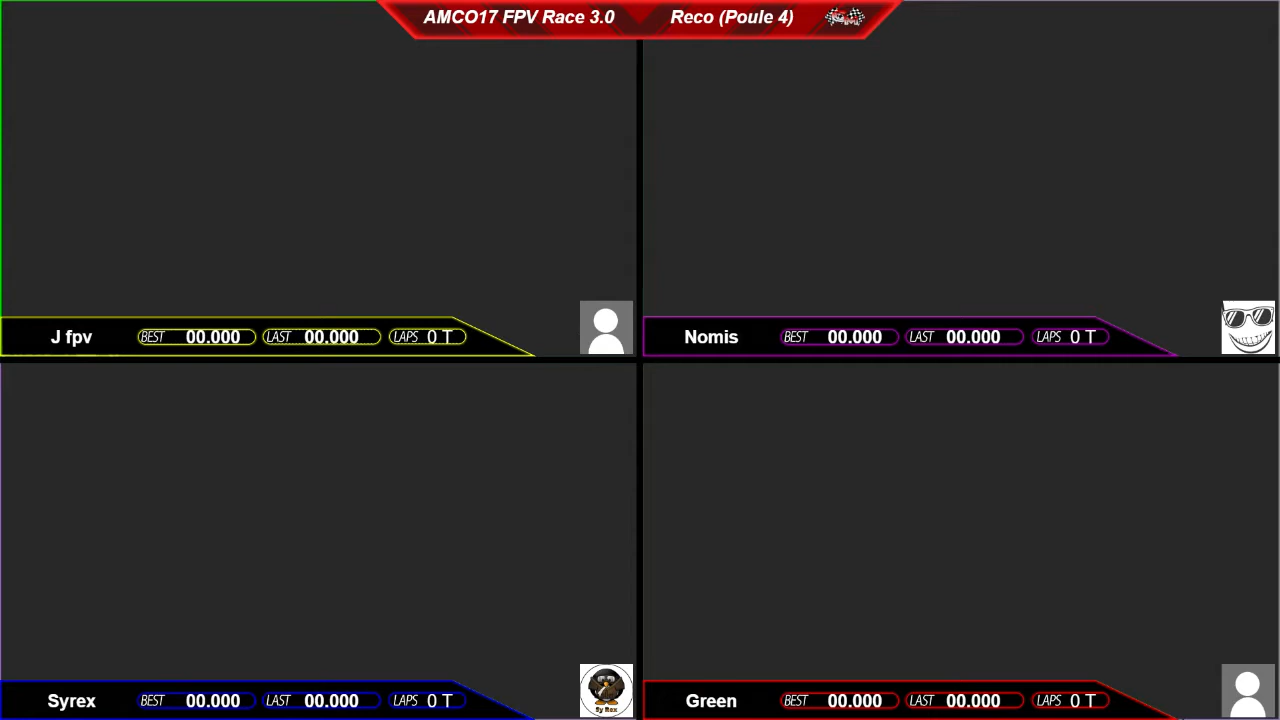 AMCO17 FPV Race 3.0 Reco (Poule 4)
J fpv BEST 00.000 LAST 00.000 LAPS 0 T
Nomis BEST 00.000 LAST 00.000 LAPS 0 T
Syrex BEST 00.000 LAST 00.000 LAPS 0 T
Sy Rex
Green BEST 00.000 LAST 00.000 LAPS 0 T